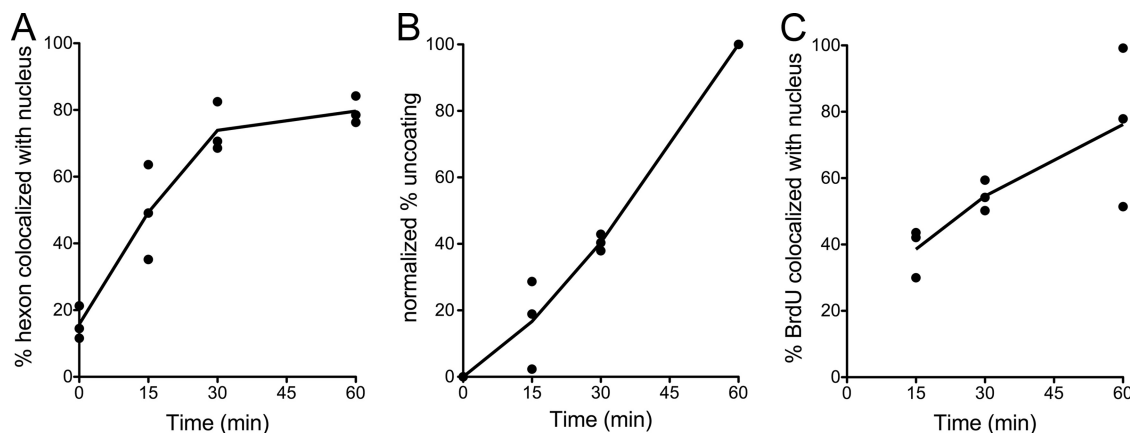 A
% hexon colocalized with nucleus
100
80
60
40
20
0
0 15 30 45 60
Time (min)
B
normalized % uncoating
100
80
60
40
20
0
0 15 30 45 60
Time (min)
C
% BrdU colocalized with nucleus
100
80
60
40
20
0
0 15 30 45 60
Time (min)